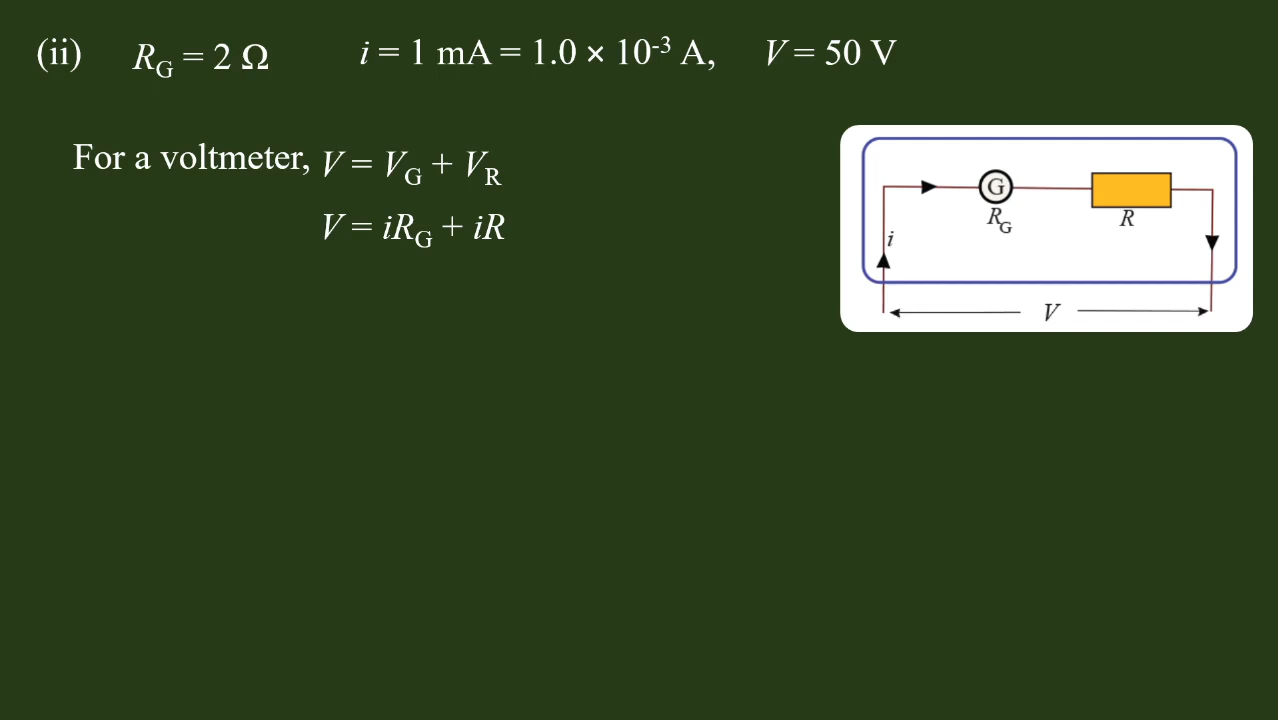 (ii) R_G = 2 Ω i = 1 mA = 1.0 × 10⁻³ A, V = 50 V
For a voltmeter, V = V_G + V_R
V = iR_G + iR
G
R_G
R
i
V